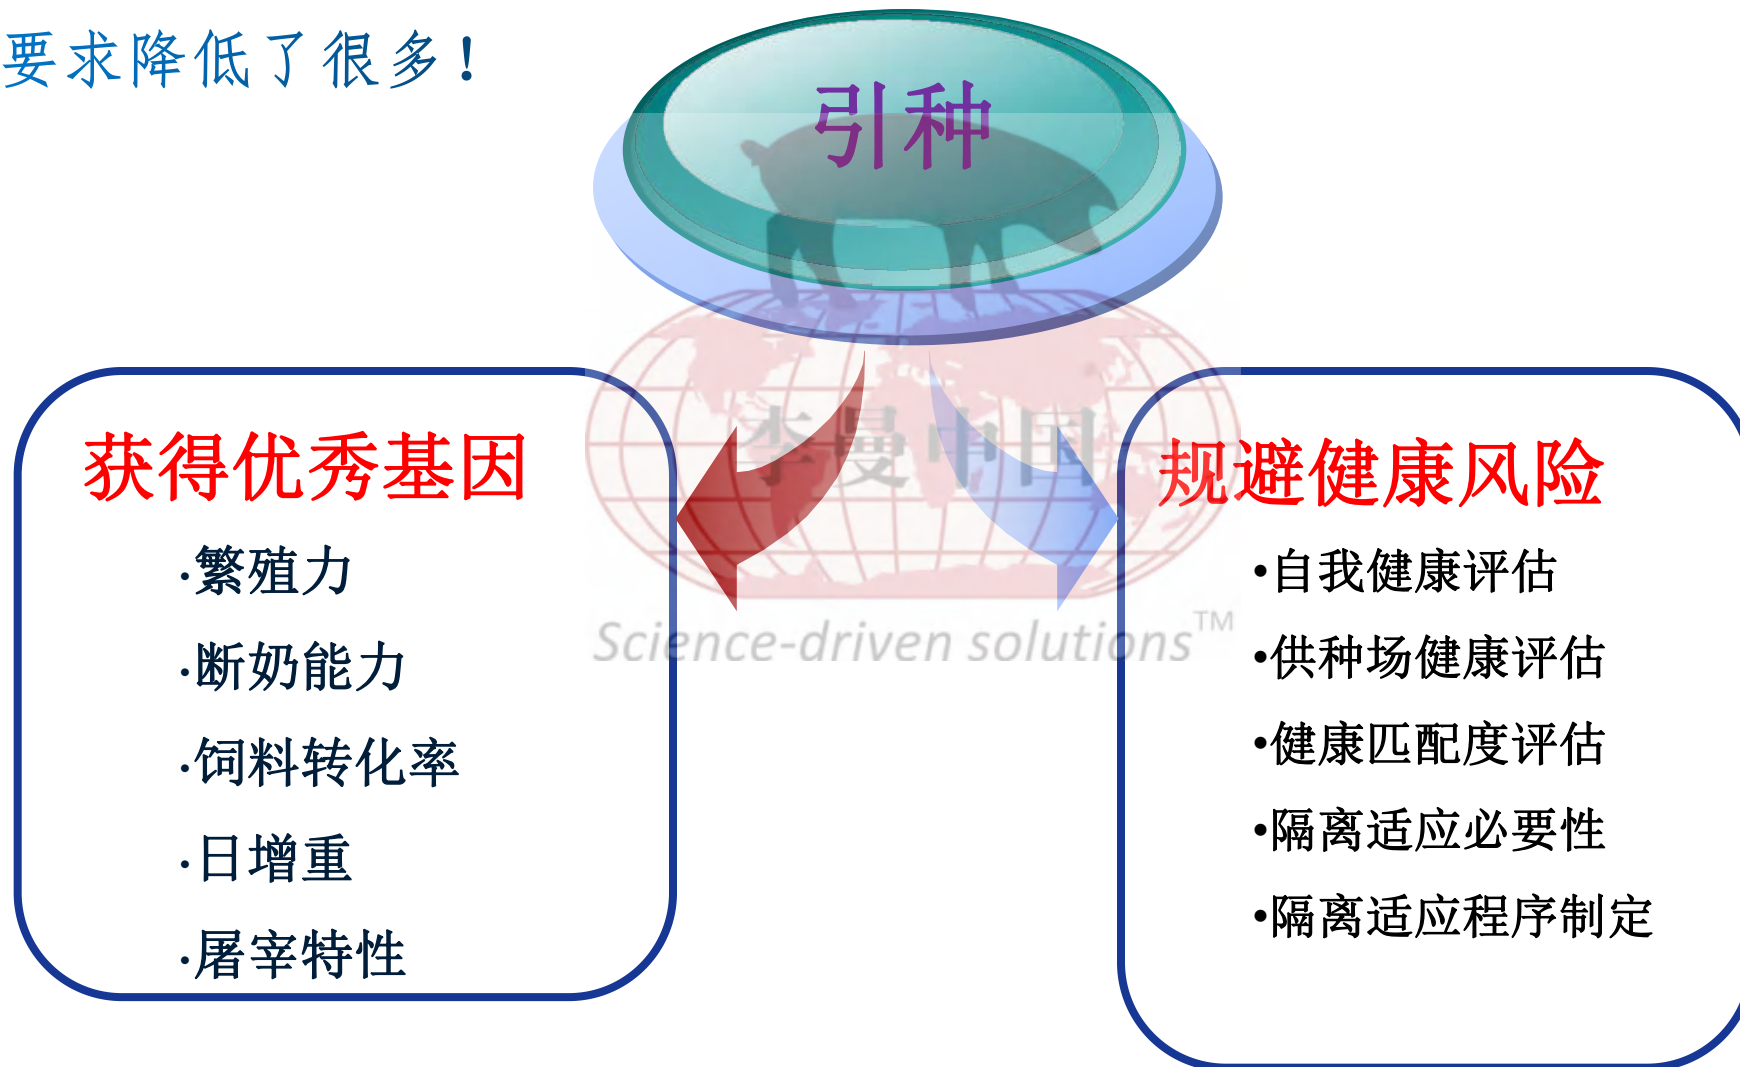 要求降低了很多！
引种
获得优秀基因
·繁殖力
·断奶能力
·饲料转化率
·日增重
·屠宰特性
李曼中国
Science-driven solutions™
规避健康风险
•自我健康评估
•供种场健康评估
•健康匹配度评估
•隔离适应必要性
•隔离适应程序制定